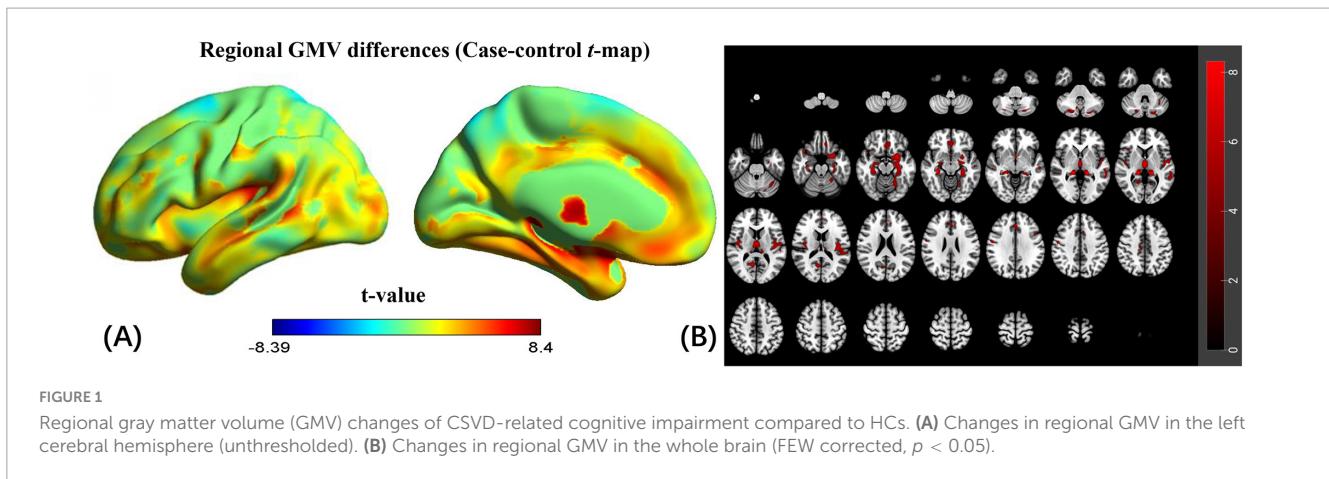 Regional GMV differences (Case-control t-map)
t-value
-8.39
8.4
(A)
(B)
8
6
4
2
0
FIGURE 1
Regional gray matter volume (GMV) changes of CSVD-related cognitive impairment compared to HCs. (A) Changes in regional GMV in the left
cerebral hemisphere (unthresholded). (B) Changes in regional GMV in the whole brain (FEW corrected, p < 0.05).